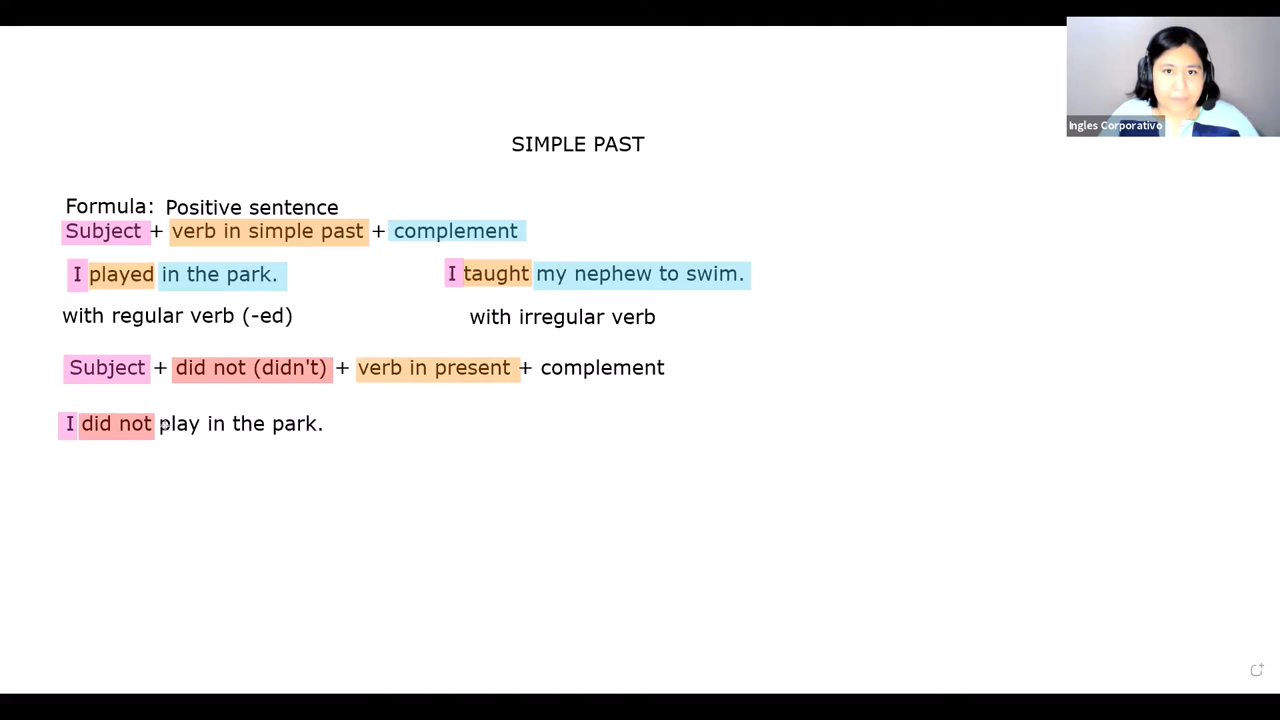 Ingles Corporativo
SIMPLE PAST
Formula: Positive sentence
Subject + verb in simple past + complement
I played in the park.
I taught my nephew to swim.
with regular verb (-ed)
with irregular verb
Subject + did not (didn't) + verb in present + complement
I did not play in the park.